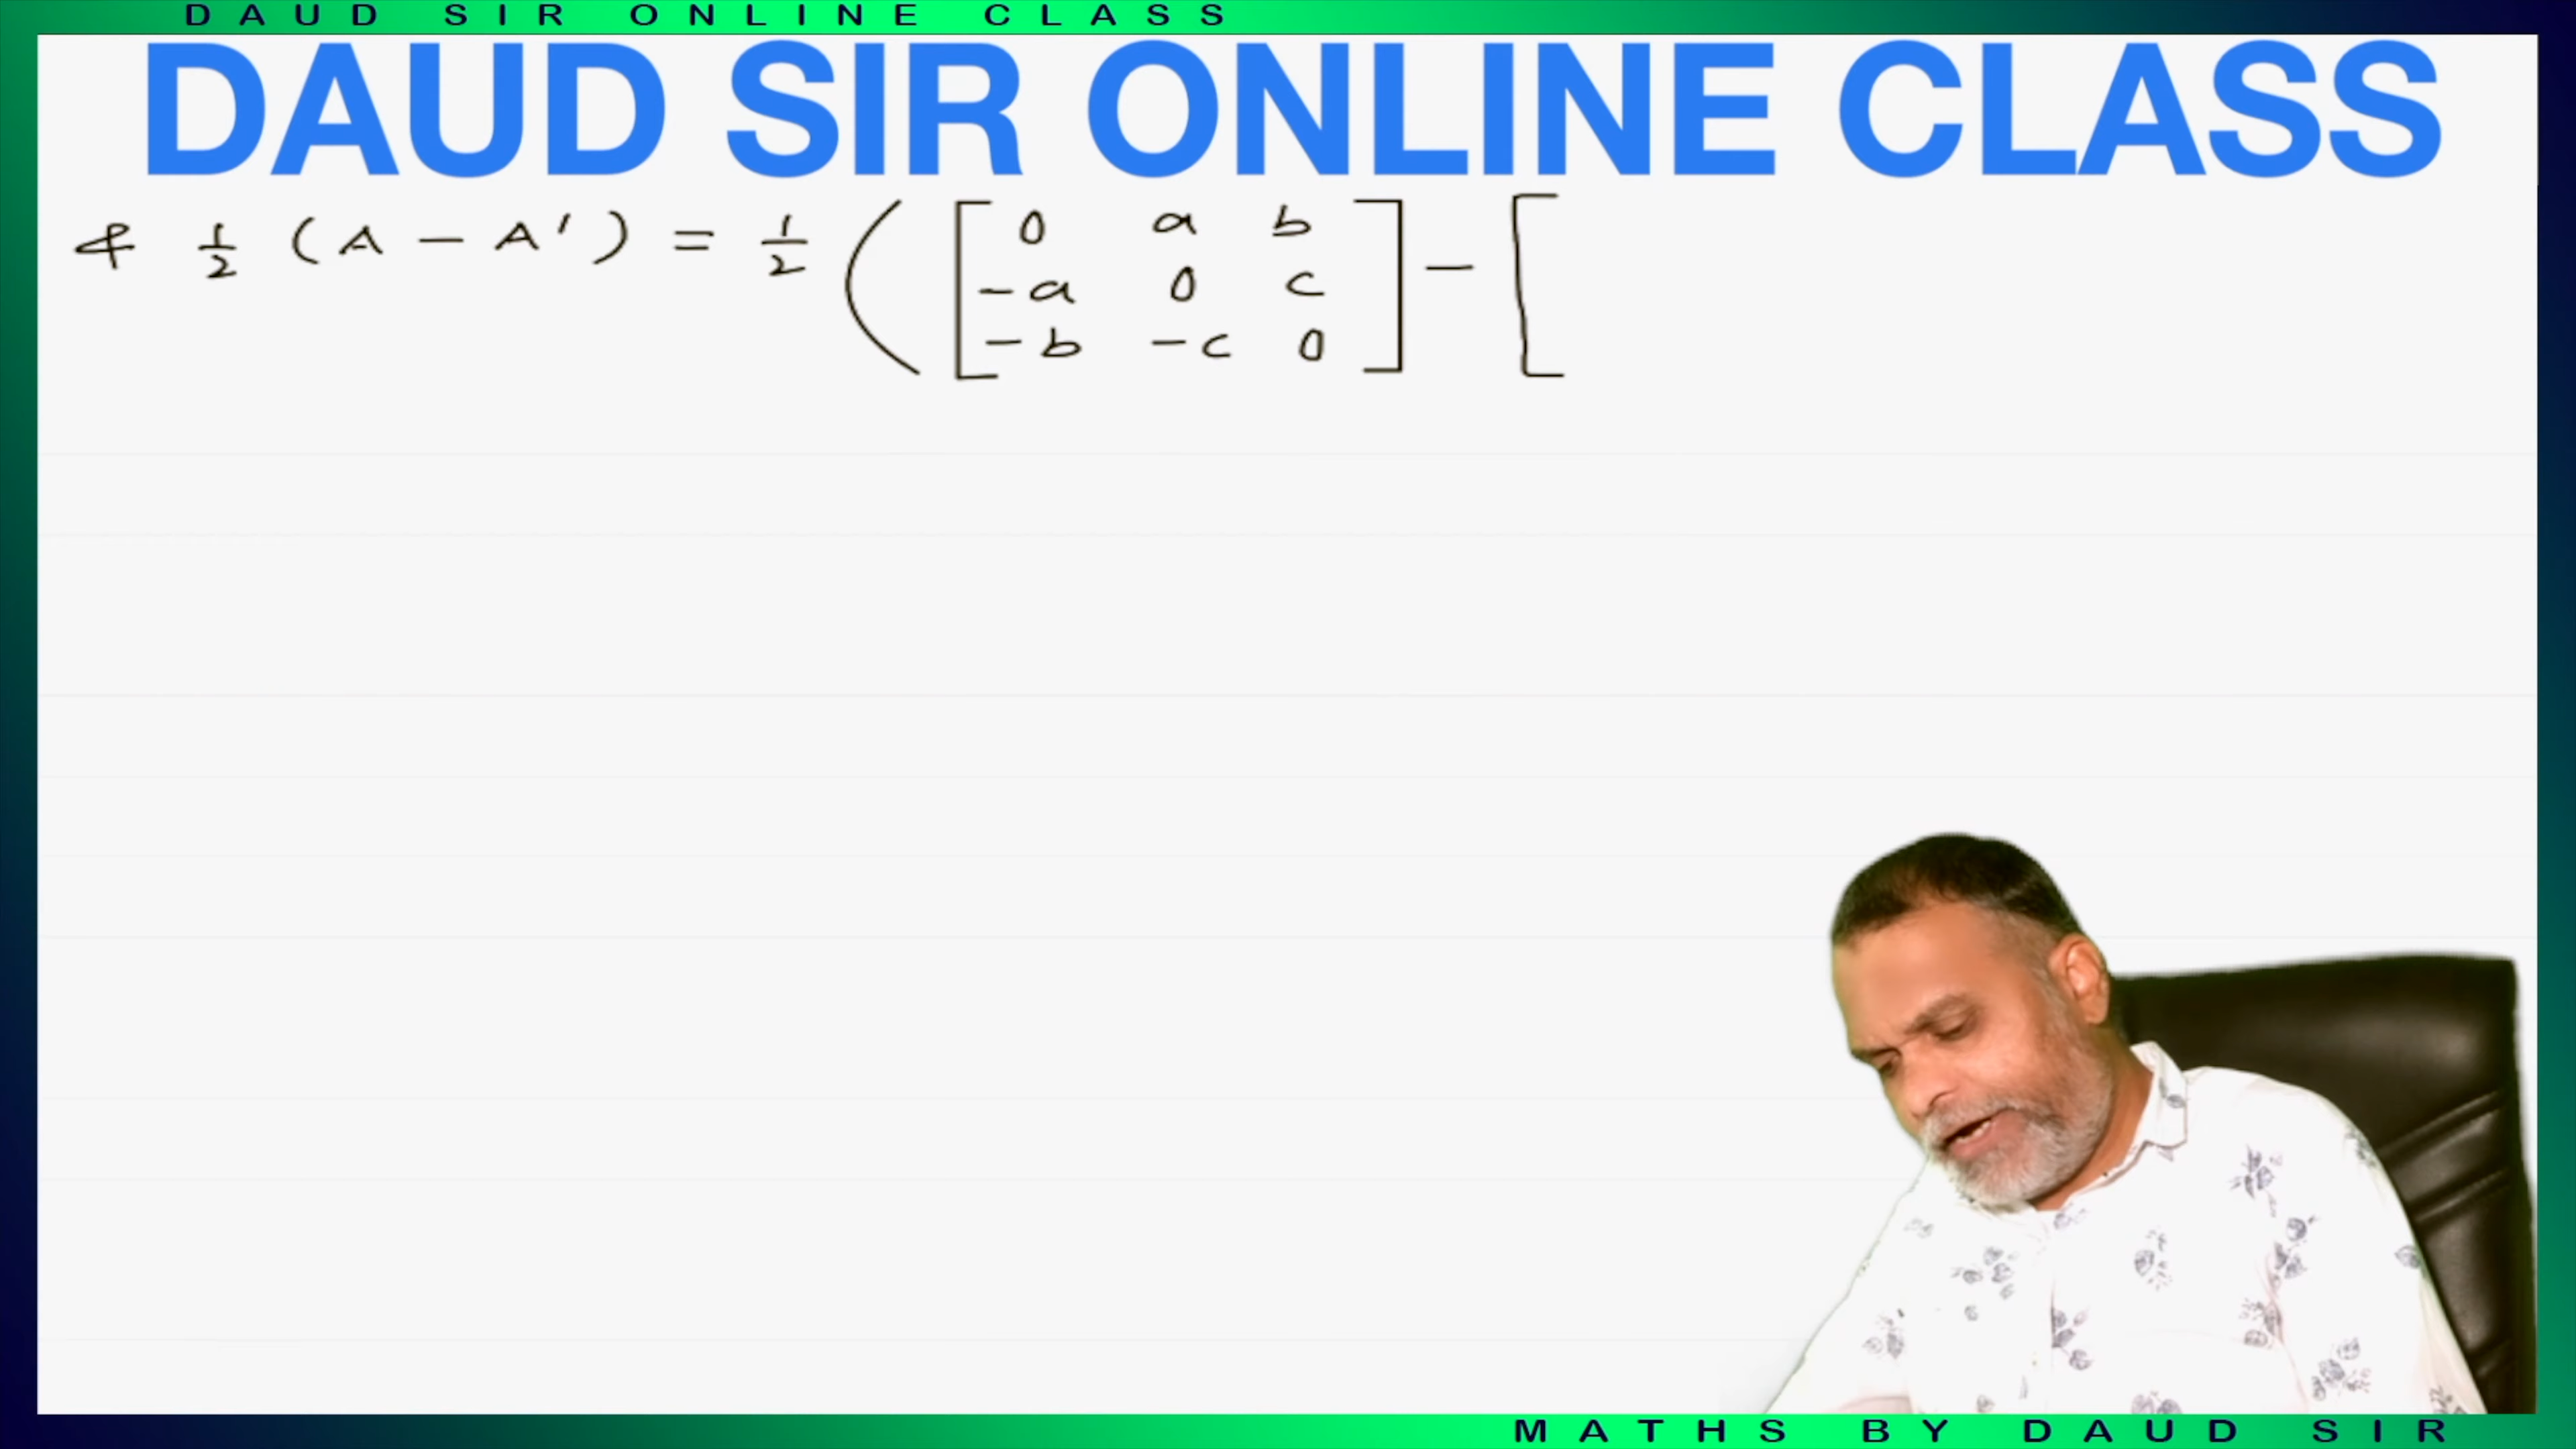 DAUD SIR ONLINE CLASS
DAUD SIR ONLINE CLASS
& 1/2 (A - A') = 1/2 ( [ 0 a b ] - [
-a 0 c
-b -c 0
MATHS BY DAUD SIR